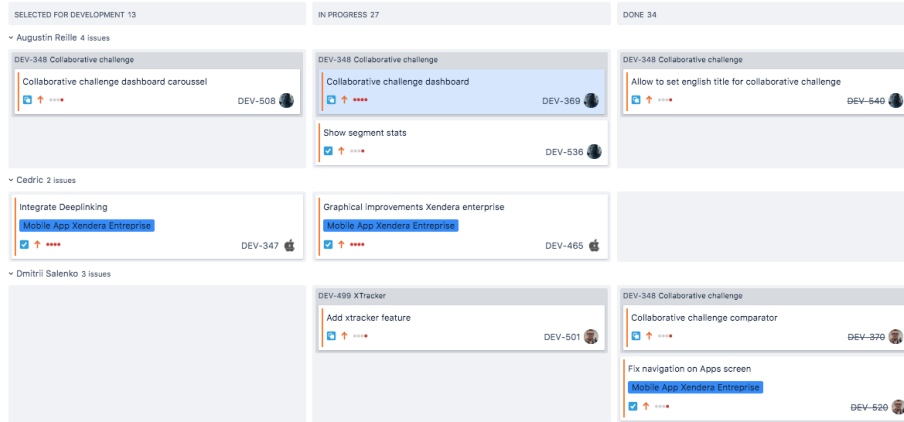 SELECTED FOR DEVELOPMENT 13
IN PROGRESS 27
DONE 34
Augustin Reille 4 issues
DEV-348 Collaborative challenge
Collaborative challenge dashboard caroussel
DEV-508
DEV-348 Collaborative challenge
Collaborative challenge dashboard
DEV-369
Show segment stats
DEV-536
DEV-348 Collaborative challenge
Allow to set english title for collaborative challenge
DEV-540
Cedric 2 issues
Integrate Deeplinking
Mobile App Xendera Entreprise
DEV-347
Graphical improvements Xendera enterprise
Mobile App Xendera Entreprise
DEV-465
Dmitrii Salenko 3 issues
DEV-499 XTracker
Add xtracker feature
DEV-501
DEV-348 Collaborative challenge
Collaborative challenge comparator
DEV-370
Fix navigation on Apps screen
Mobile App Xendera Entreprise
DEV-520